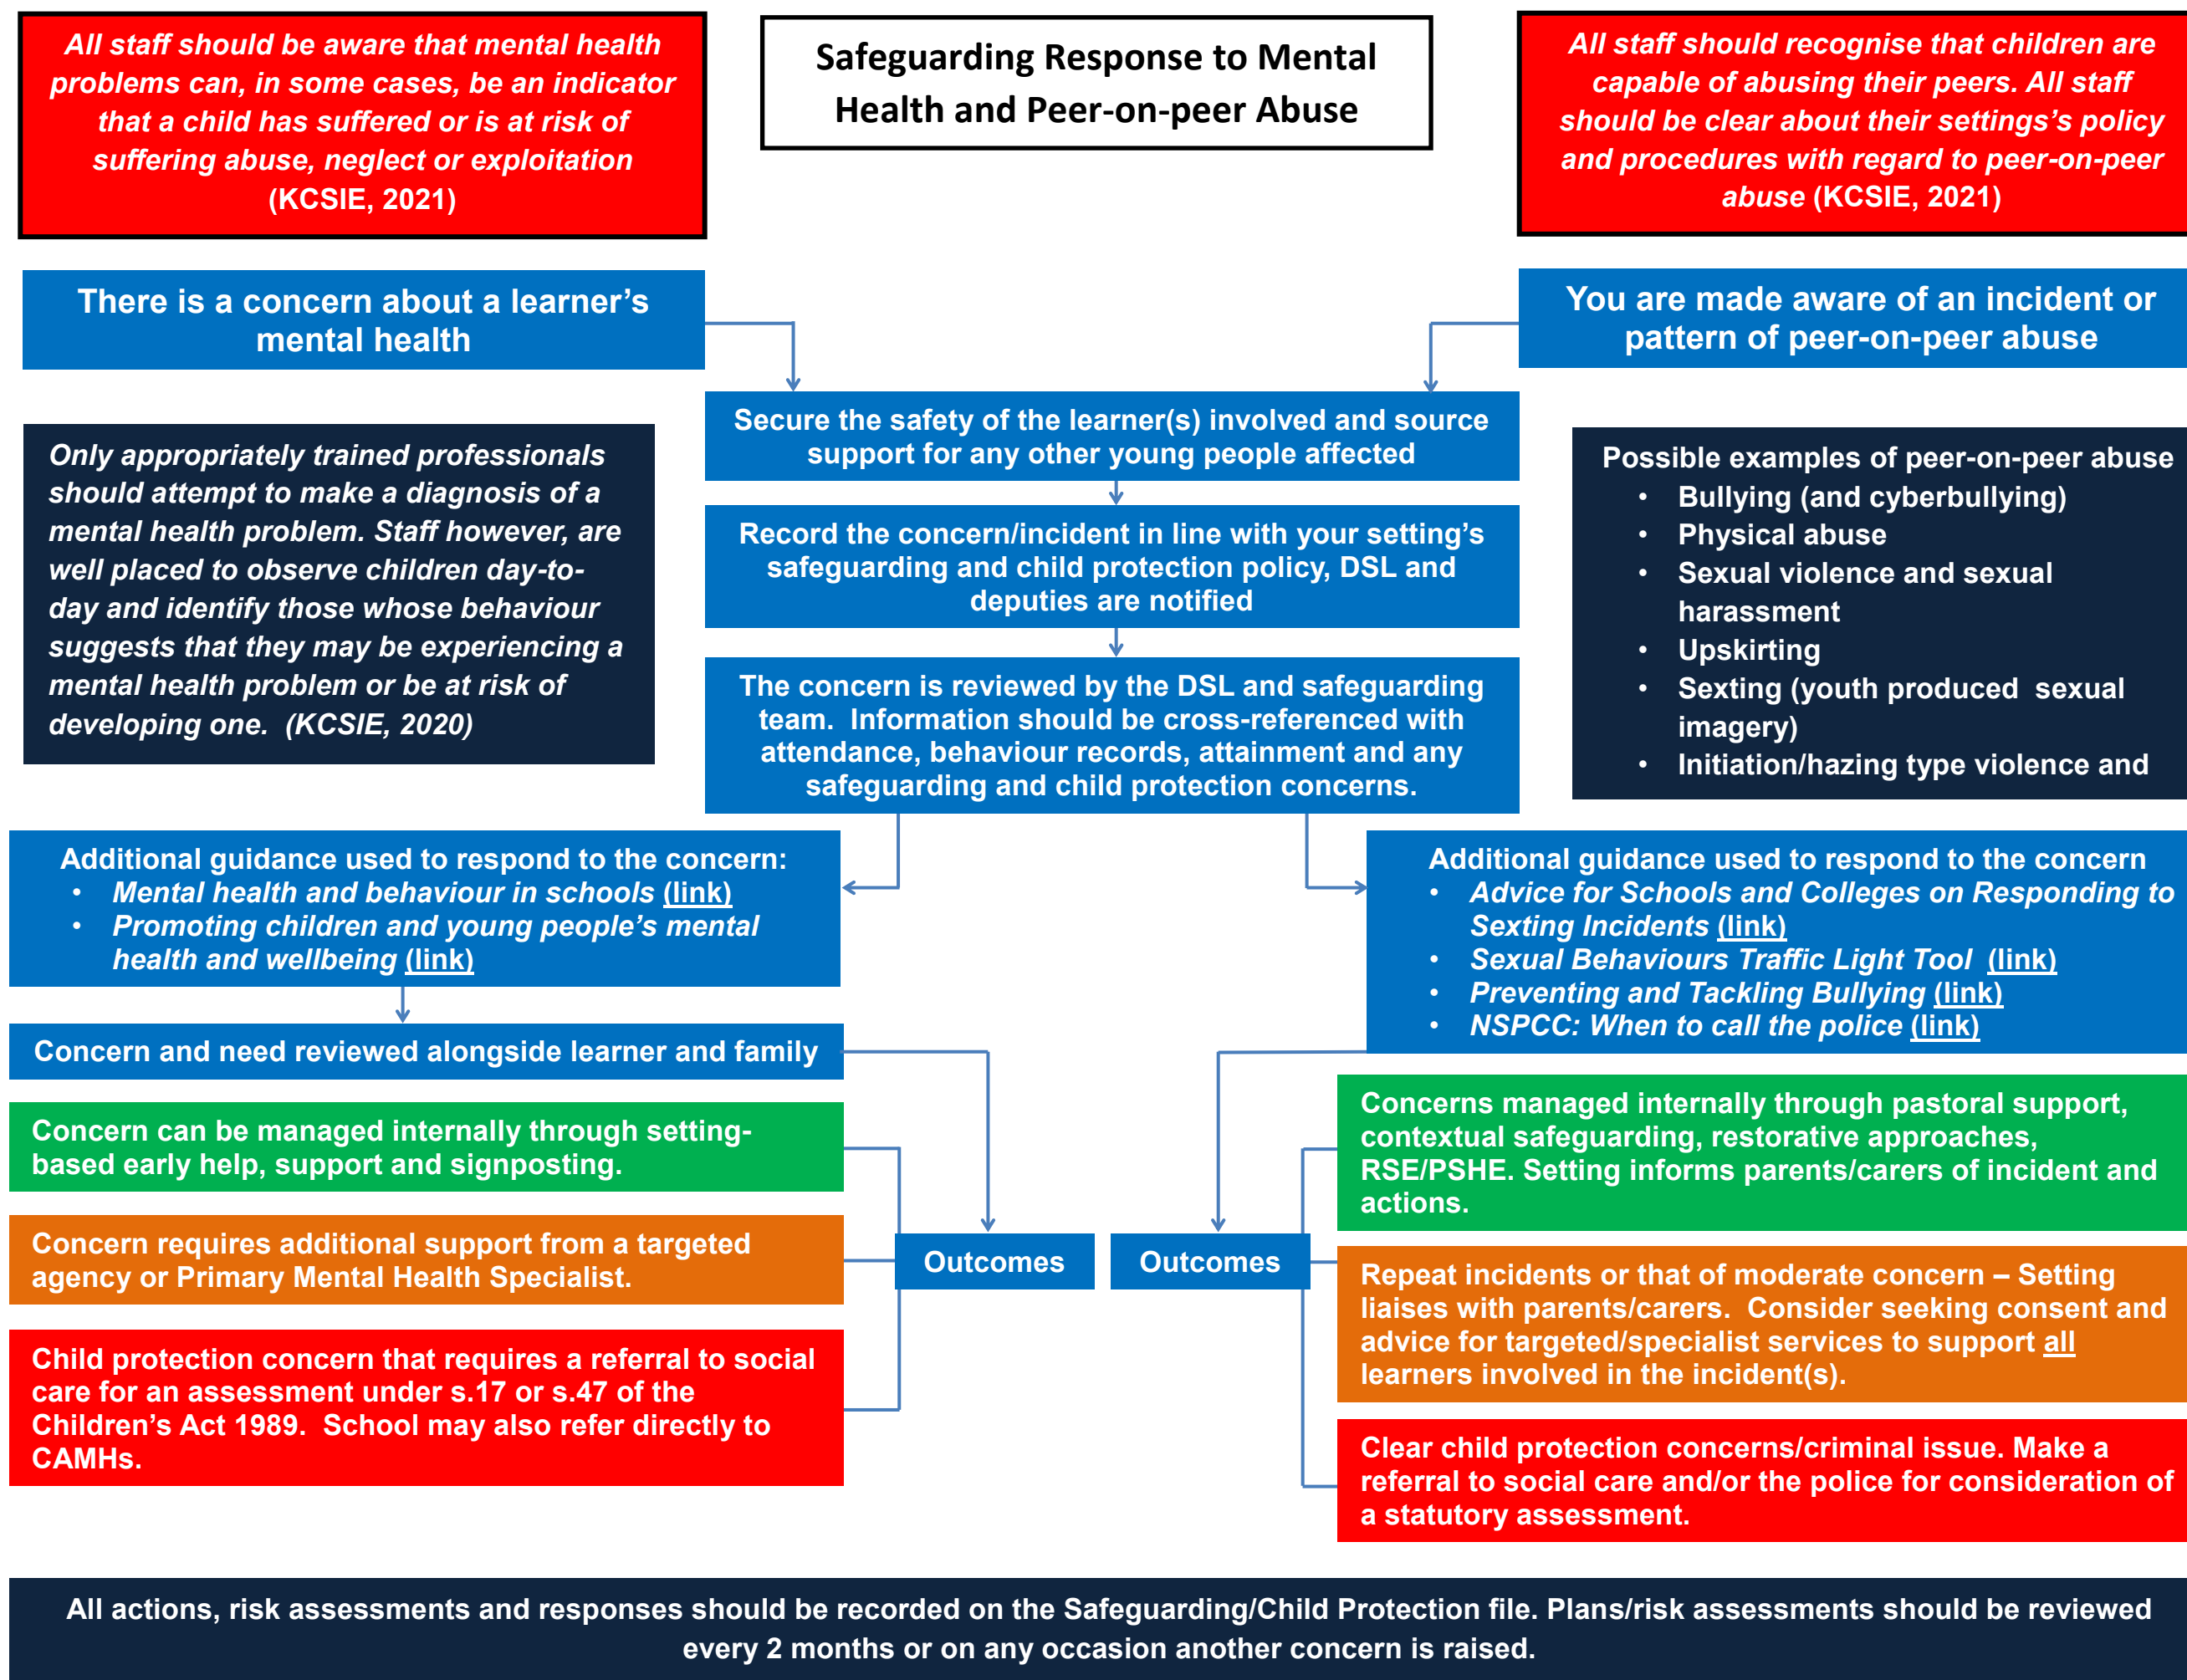 All staff should be aware that mental health
problems can, in some cases, be an indicator
that a child has suffered or is at risk of
suffering abuse, neglect or exploitation
(KCSIE, 2021)
Safeguarding Response to Mental
Health and Peer-on-peer Abuse
All staff should recognise that children are
capable of abusing their peers. All staff
should be clear about their settings's policy
and procedures with regard to peer-on-peer
abuse (KCSIE, 2021)
There is a concern about a learner’s
mental health
You are made aware of an incident or
pattern of peer-on-peer abuse
Secure the safety of the learner(s) involved and source
support for any other young people affected
Only appropriately trained professionals
should attempt to make a diagnosis of a
mental health problem. Staff however, are
well placed to observe children day-to-
day and identify those whose behaviour
suggests that they may be experiencing a
mental health problem or be at risk of
developing one.  (KCSIE, 2020)
Record the concern/incident in line with your setting’s
safeguarding and child protection policy, DSL and
deputies are notified
The concern is reviewed by the DSL and safeguarding
team.  Information should be cross-referenced with
attendance, behaviour records, attainment and any
safeguarding and child protection concerns.
Possible examples of peer-on-peer abuse
• Bullying (and cyberbullying)
• Physical abuse
• Sexual violence and sexual
harassment
• Upskirting
• Sexting (youth produced  sexual
imagery)
• Initiation/hazing type violence and
Additional guidance used to respond to the concern:
• Mental health and behaviour in schools (link)
• Promoting children and young people’s mental
health and wellbeing (link)
Additional guidance used to respond to the concern
• Advice for Schools and Colleges on Responding to
Sexting Incidents (link)
• Sexual Behaviours Traffic Light Tool  (link)
• Preventing and Tackling Bullying (link)
• NSPCC: When to call the police (link)
Concern and need reviewed alongside learner and family
Concern can be managed internally through setting-
based early help, support and signposting.
Concern requires additional support from a targeted
agency or Primary Mental Health Specialist.
Child protection concern that requires a referral to social
care for an assessment under s.17 or s.47 of the
Children’s Act 1989.  School may also refer directly to
CAMHs.
Outcomes
Outcomes
Concerns managed internally through pastoral support,
contextual safeguarding, restorative approaches,
RSE/PSHE. Setting informs parents/carers of incident and
actions.
Repeat incidents or that of moderate concern – Setting
liaises with parents/carers.  Consider seeking consent and
advice for targeted/specialist services to support all
learners involved in the incident(s).
Clear child protection concerns/criminal issue. Make a
referral to social care and/or the police for consideration of
a statutory assessment.
All actions, risk assessments and responses should be recorded on the Safeguarding/Child Protection file. Plans/risk assessments should be reviewed
every 2 months or on any occasion another concern is raised.